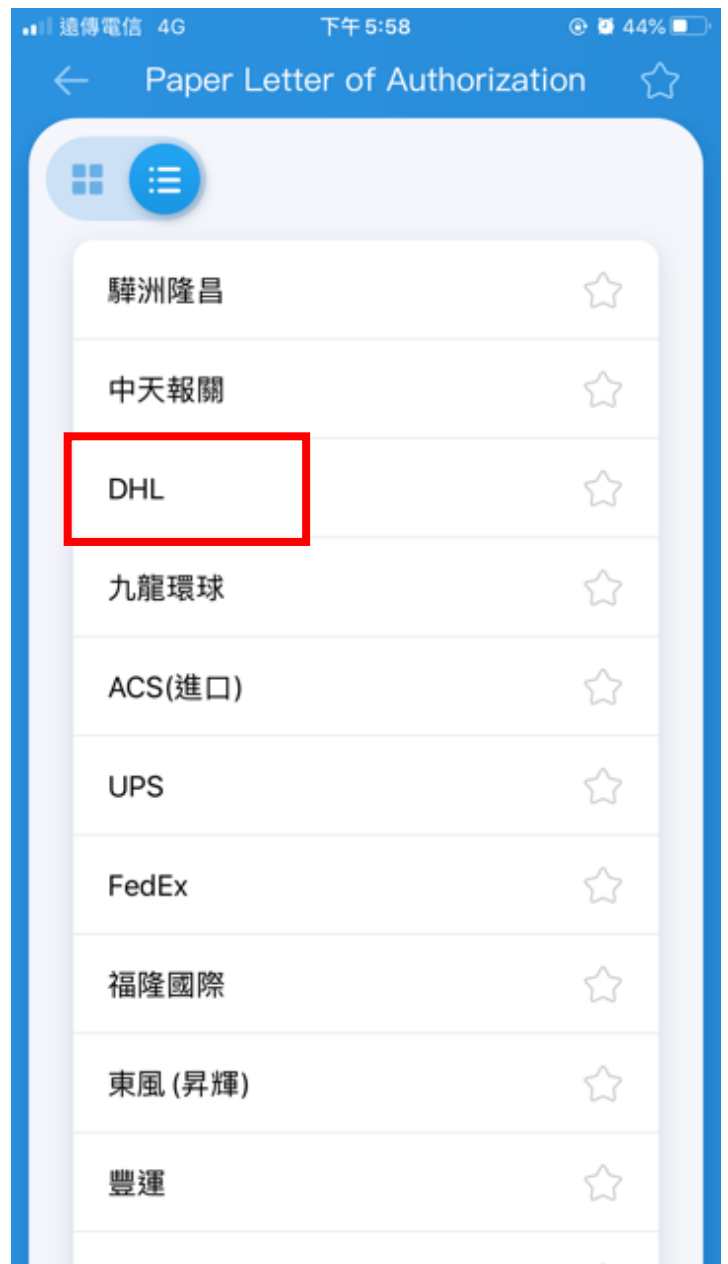 遠傳電信 4G 下午5:58 44%
Paper Letter of Authorization
驊洲隆昌
中天報關
DHL
九龍環球
ACS(進口)
UPS
FedEx
福隆國際
東風 (昇輝)
豐運